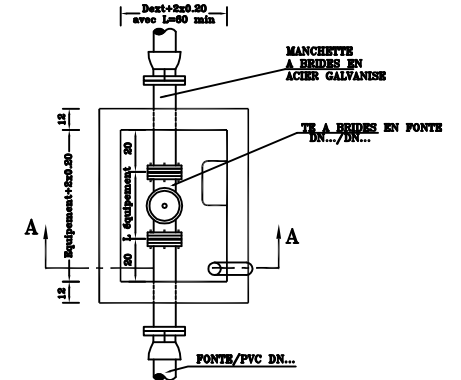 Dext+2x0.20
avec L=60 min
MANCHETTE
A BRIDES EN
ACIER GALVANISE
12
TE A BRIDES EN FONTE
DN.../DN...
20
Equipement+2x0.20
L équipement
A
A
20
12
FONTE/PVC DN...